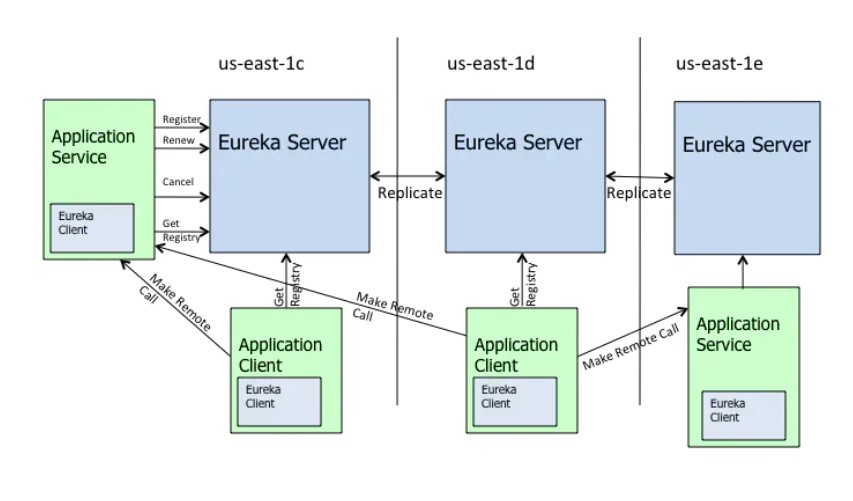 us-east-1c
us-east-1d
us-east-1e
Application
Service
Eureka
Client
Register
Renew
Cancel
Get
Registry
Eureka Server
Replicate
Eureka Server
Replicate
Eureka Server
Make Remote
Call
Get
Registry
Make Remote
Call
Get
Registry
Make Remote Call
Application
Client
Eureka
Client
Application
Client
Eureka
Client
Application
Service
Eureka
Client